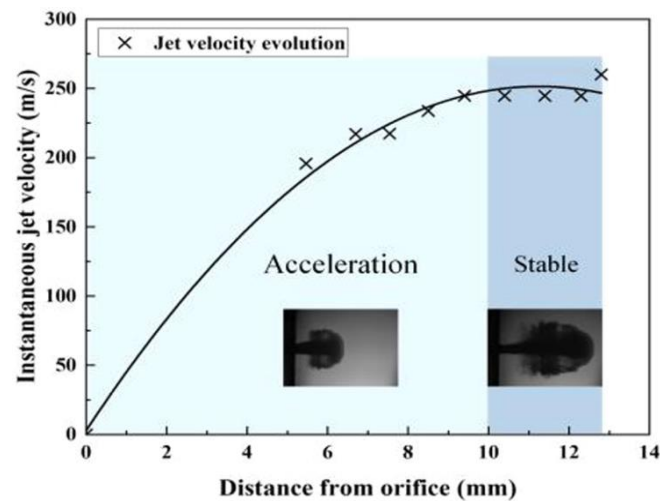 300
Jet velocity evolution
250
200
150
100
50
0
Instantaneous jet velocity (m/s)
Acceleration
Stable
0 2 4 6 8 10 12 14
Distance from orifice (mm)